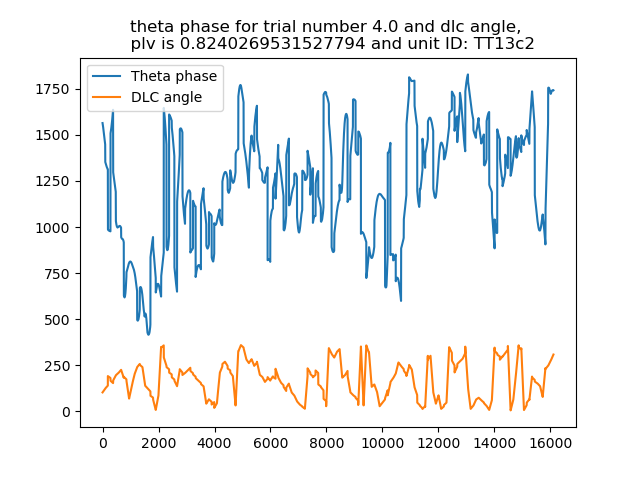 theta phase for trial number 4.0 and dlc angle,
plv is 0.8240269531527794 and unit ID: TT13c2
Theta phase
DLC angle
1750
1500
1250
1000
750
500
250
0
0 2000 4000 6000 8000 10000 12000 14000 16000